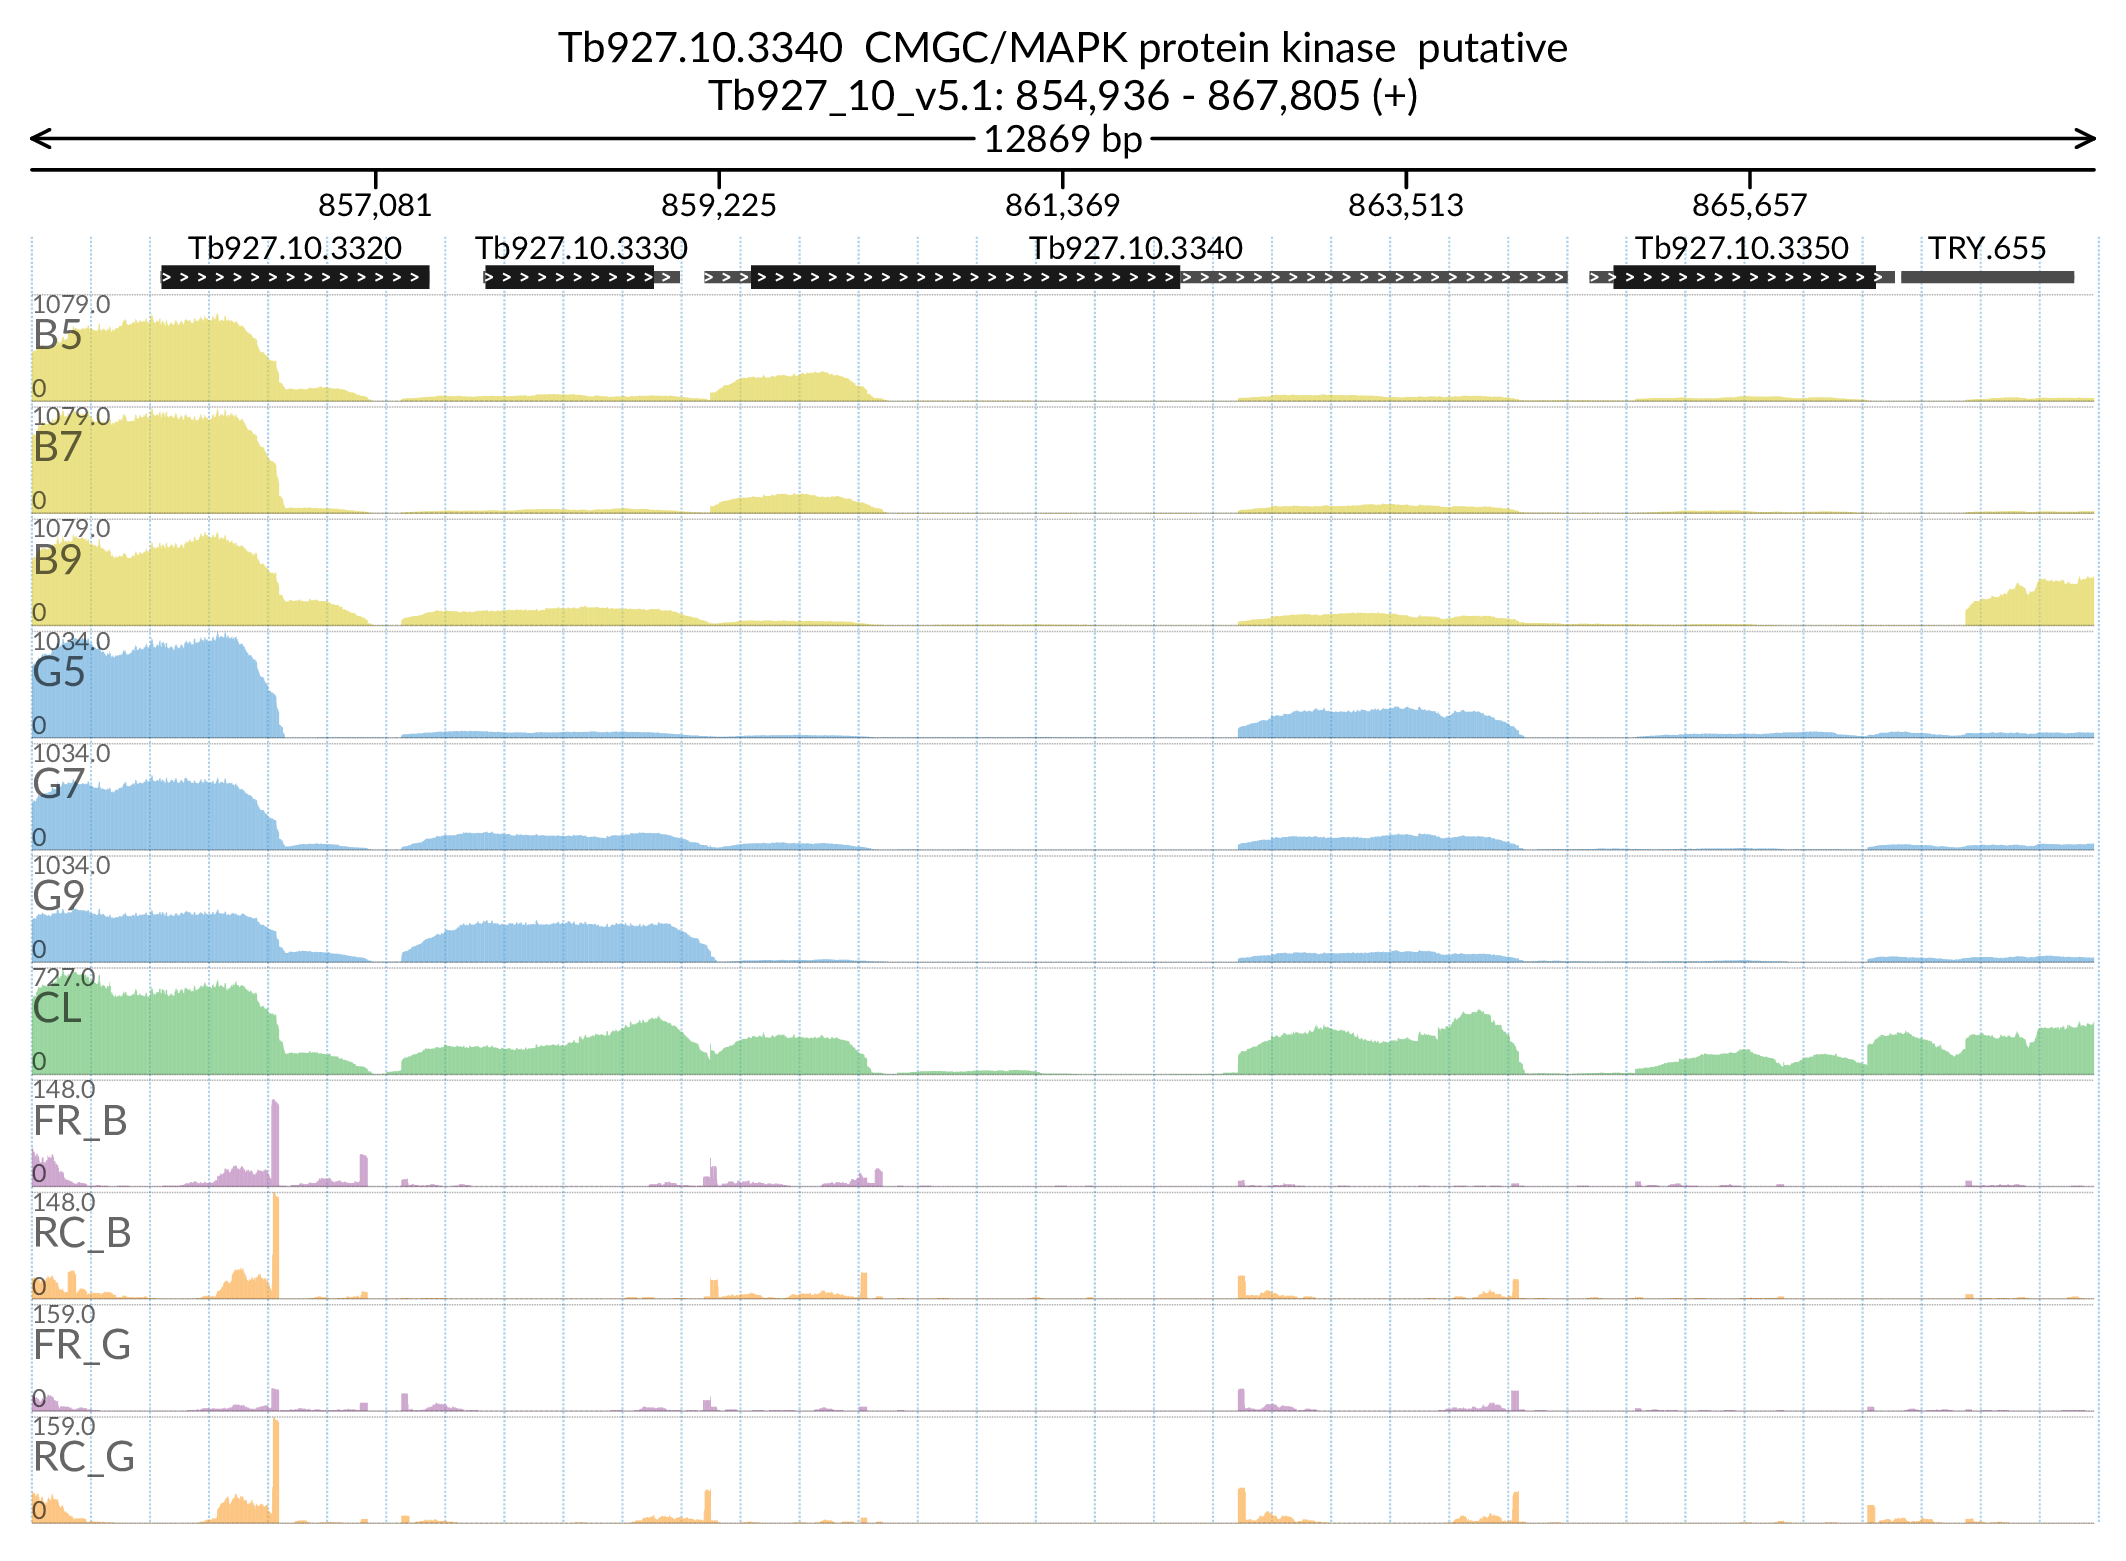 Tb927.10.3340 CMGC/MAPK protein kinase putative
Tb927_10_v5.1: 854,936 - 867,805 (+)
12869 bp
857,081 859,225 861,369 863,513 865,657
Tb927.10.3320 Tb927.10.3330 Tb927.10.3340 Tb927.10.3350 TRY.655
1079.0
B5
0
1079.0
B7
0
1079.0
B9
0
1034.0
G5
0
1034.0
G7
0
1034.0
G9
0
727.0
CL
0
148.0
FR_B
0
148.0
RC_B
0
159.0
FR_G
0
159.0
RC_G
0